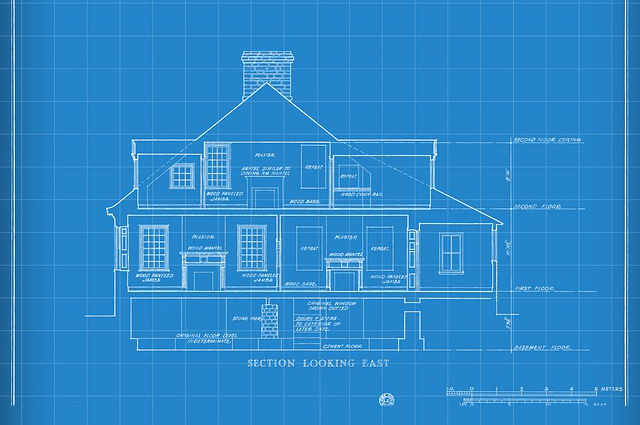 SECOND FLOOR CEILING
PLASTER
MANTEL SIMILAR TO
DINING RM MANTEL
REPEAT
REPEAT
WOOD PANELED
JAMBS
WOOD BASE
WOOD CHAIR RAIL
SECOND FLOOR
PLASTER
WOOD MANTEL
REPEAT
PLASTER
REPEAT
WOOD MANTEL
WOOD PANELED
JAMBS
WOOD PANELED
JAMBS
WOOD BASE
WOOD PANELED
JAMBS
FIRST FLOOR
ORIGINAL WINDOW
SHOWN DOTTED
STONE PIER
DOORS & STEPS
TO EXTERIOR OF
LATER DATE
ORIGINAL FLOOR LEVEL
INDETERMINATE
CEMENT FLOOR
BASEMENT FLOOR
SECTION LOOKING EAST
0 1 2 3 4 5 METERS